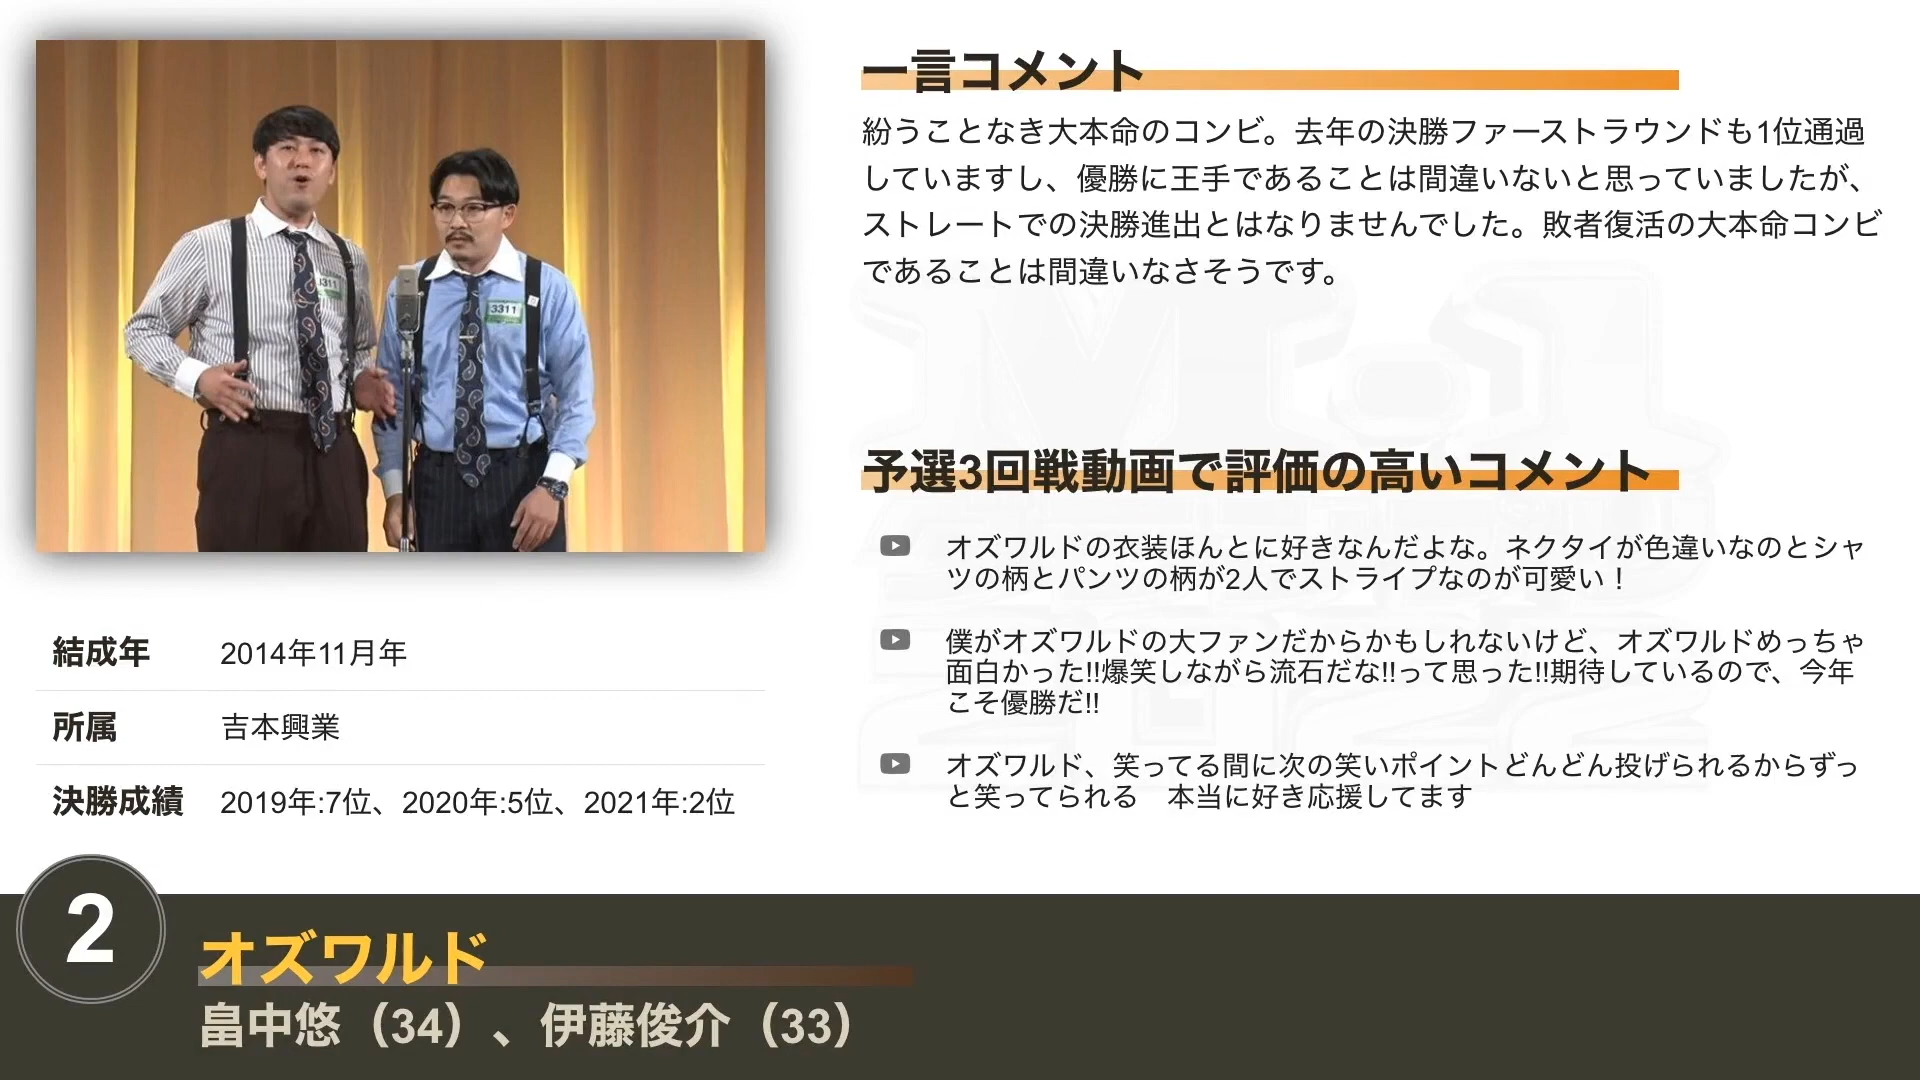 一言コメント
紛うことなき大本命のコンビ。去年の決勝ファーストラウンドも1位通過
していますし、優勝に王手であることは間違いないと思っていましたが、
ストレートでの決勝進出とはなりませんでした。敗者復活の大本命コンビ
であることは間違いなさそうです。
3311
3311
予選3回戦動画で評価の高いコメント
オズワルドの衣装ほんとに好きなんだよな。ネクタイが色違いなのとシャ
ツの柄とパンツの柄が2人でストライプなのが可愛い！
僕がオズワルドの大ファンだからかもしれないけど、オズワルドめっちゃ
面白かった!!爆笑しながら流石だな!!って思った!!期待しているので、今年
こそ優勝だ!!
オズワルド、笑ってる間に次の笑いポイントどんどん投げられるからずっ
と笑ってられる　本当に好き応援してます
結成年 2014年11月年
所属 吉本興業
決勝成績 2019年:7位、2020年:5位、2021年:2位
2
オズワルド
畠中悠（34）、伊藤俊介（33）